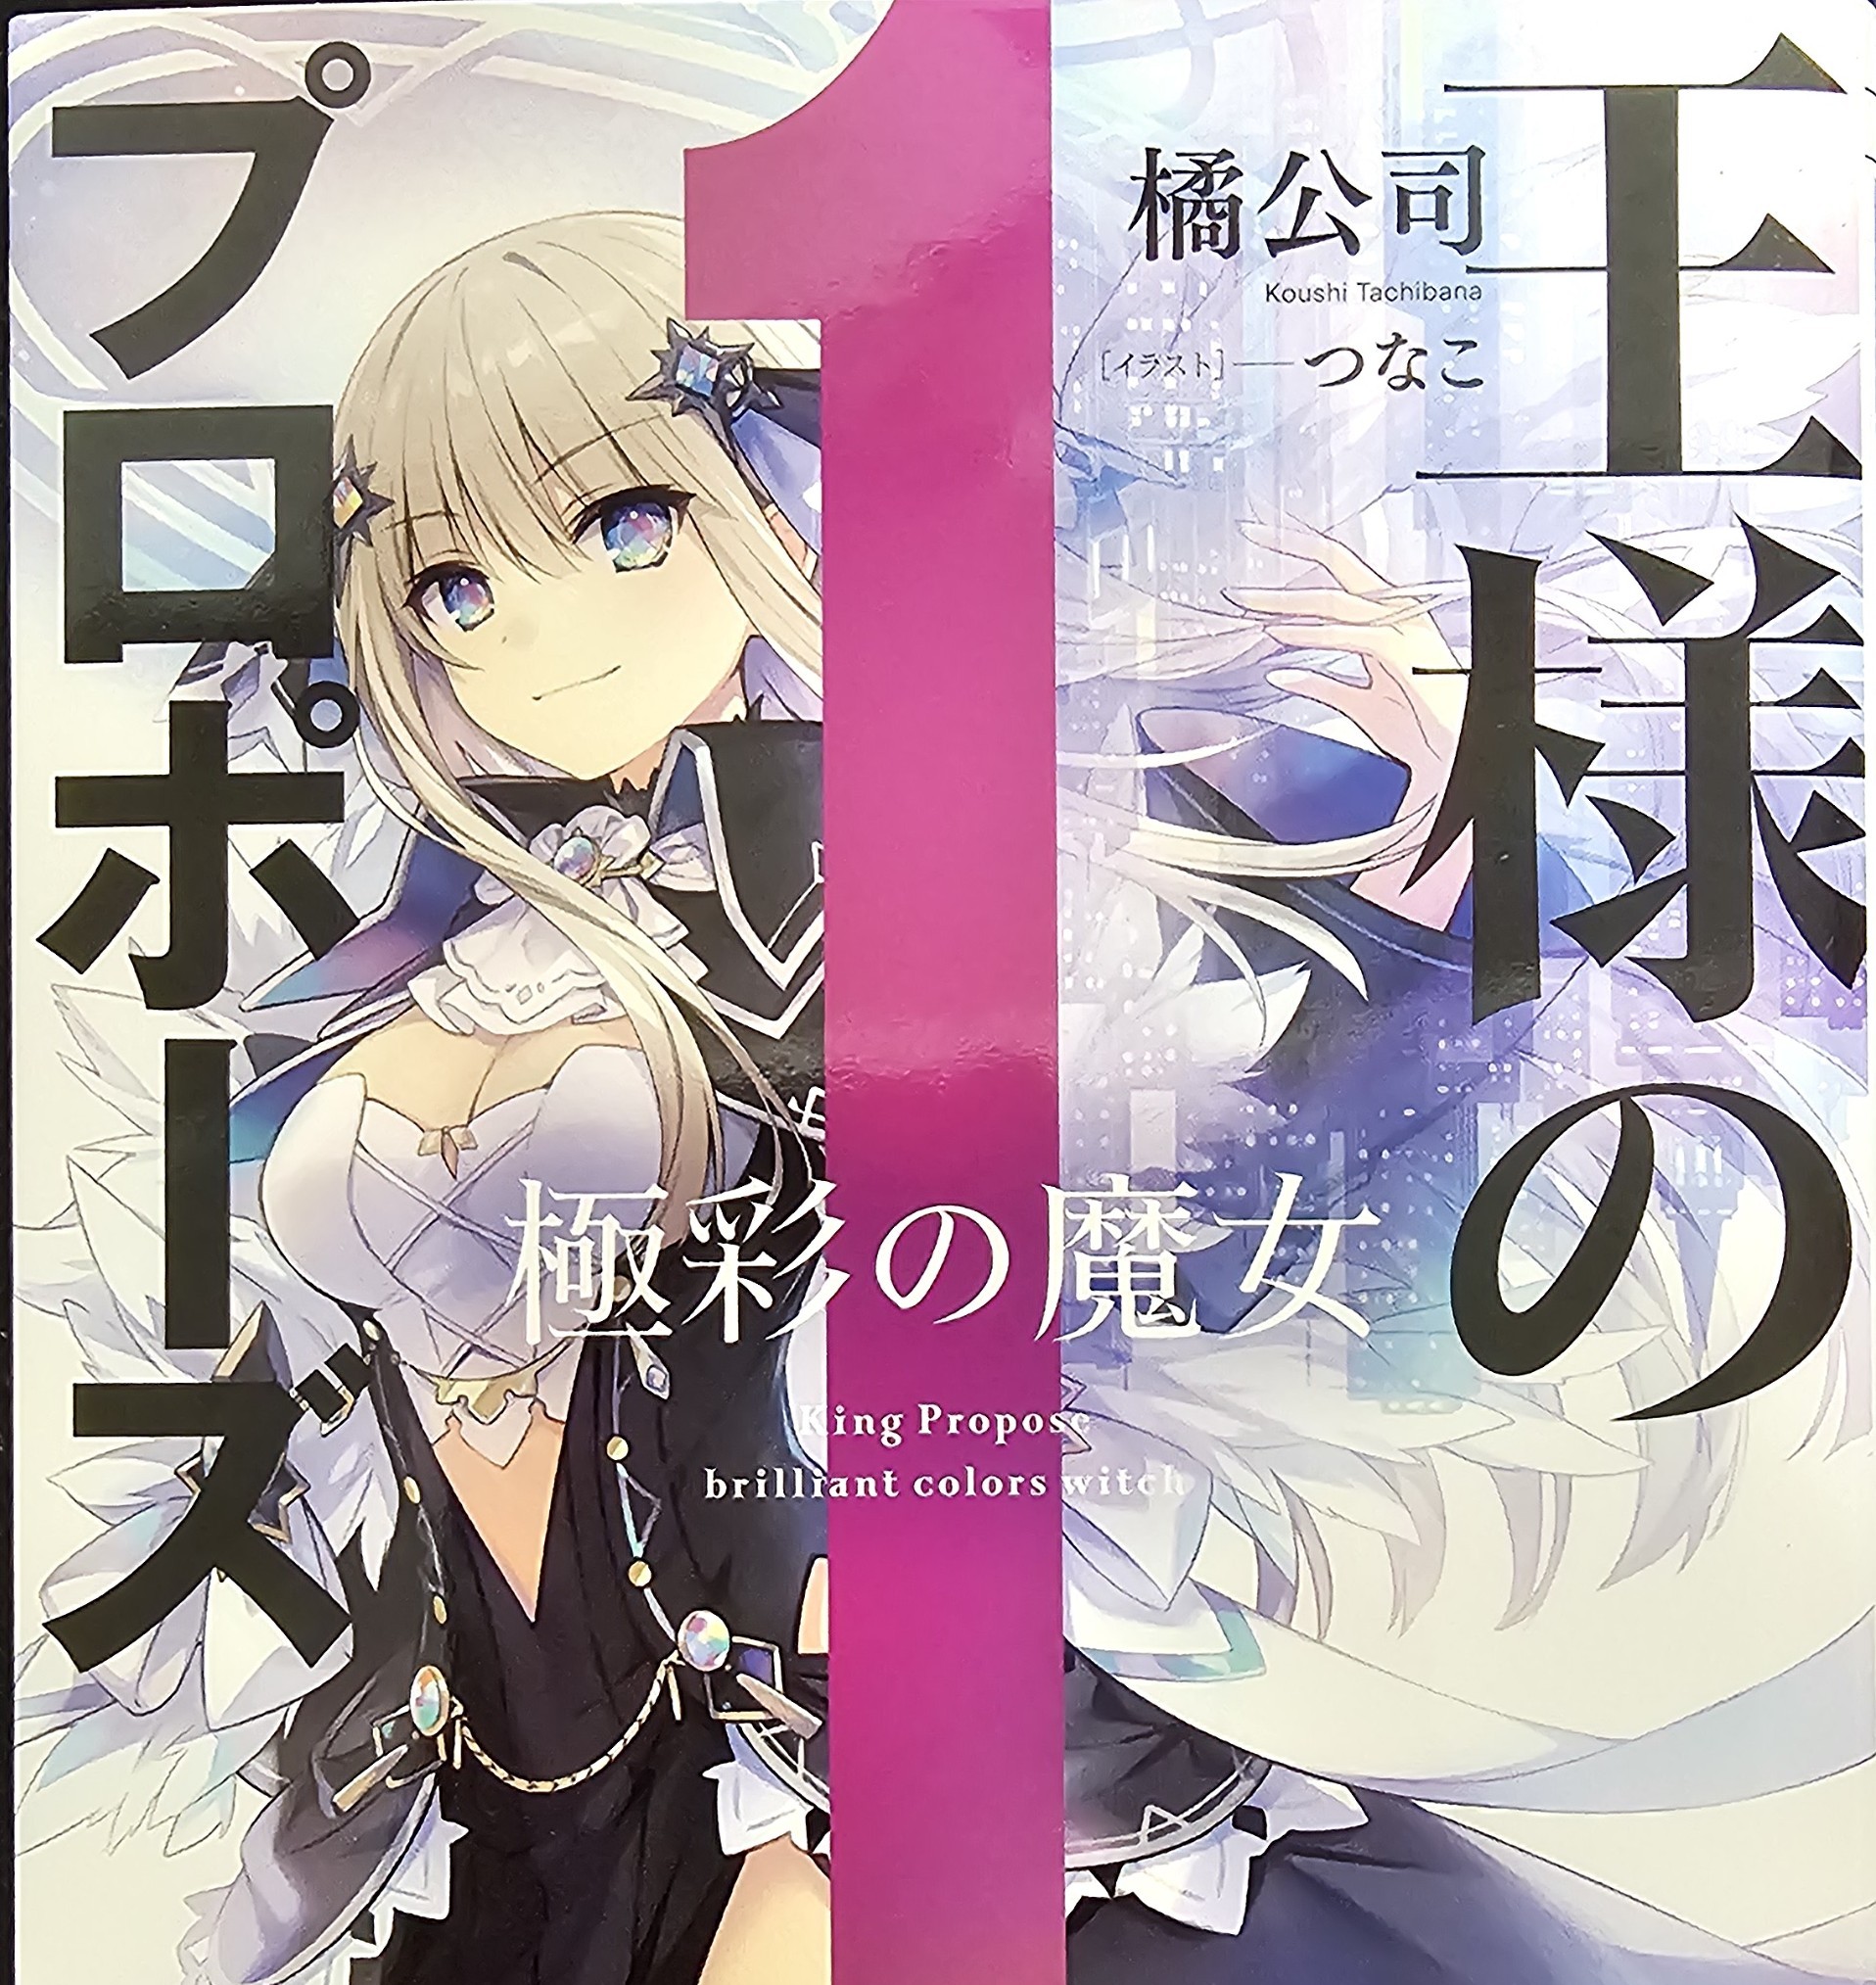 王様の
プロポーズ
1
橘公司
Koushi Tachibana
[イラスト]—つなこ
極彩の魔女
King Propose
brilliant colors witch